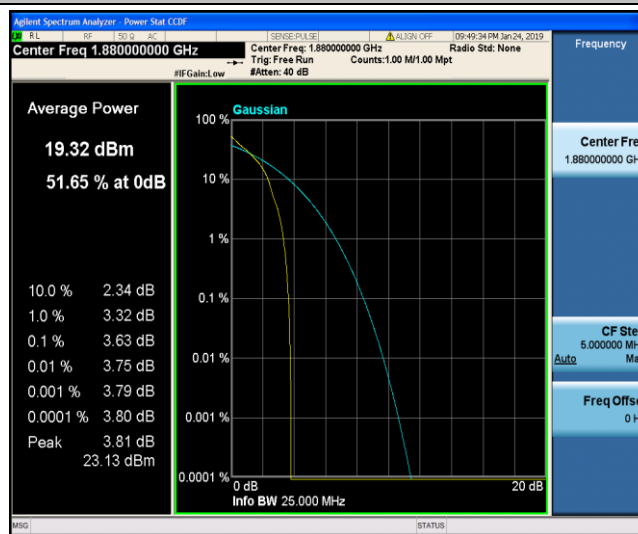 Agilent Spectrum Analyzer - Power Stat CCDF
RL RF 50 Ω AC SENSE:PULSE ALIGN OFF 09:49:34 PM Jan 24, 2019
Center Freq 1.880000000 GHz
Center Freq: 1.880000000 GHz Radio Std: None
Trig: Free Run Counts:1.00 M/1.00 Mpt
#IFGain:Low #Atten: 40 dB
Frequency
Average Power
19.32 dBm
51.65 % at 0dB
10.0 % 2.34 dB
1.0 % 3.32 dB
0.1 % 3.63 dB
0.01 % 3.75 dB
0.001 % 3.79 dB
0.0001 % 3.80 dB
Peak 3.81 dB
23.13 dBm
Gaussian
100 %
10 %
1 %
0.1 %
0.01 %
0.001 %
0.0001 %
0 dB 20 dB
Info BW 25.000 MHz
Center Fre
1.880000000 GH
CF Ste
5.000000 MH
Auto Ma
Freq Offse
0 H
MSG STATUS